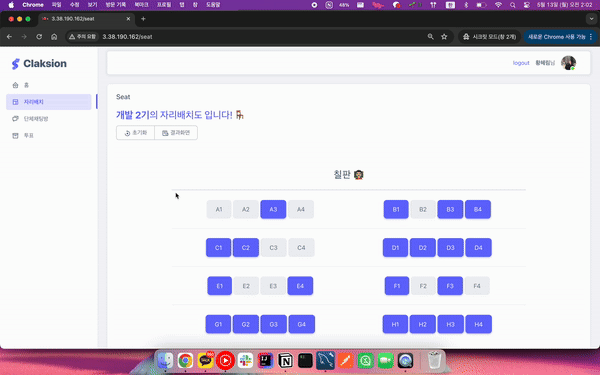 Chrome 파일 수정 보기 방문 기록 북마크 프로필 탭 창 도움말
48%
5월 13일 (월) 오전 2:02
3.38.190.162/seat
주의 요함 3.38.190.162/seat
시크릿 모드(창 2개)
새로운 Chrome 사용 가능
Claksion
logout 황혜림님
홈
자리배치
단체채팅방
투표
Seat
개발 2기의 자리배치도 입니다!
초기화 결과화면
칠판
A1 A2 A3 A4 B1 B2 B3 B4
C1 C2 C3 C4 D1 D2 D3 D4
E1 E2 E3 E4 F1 F2 F3 F4
G1 G2 G3 G4 H1 H2 H3 H4